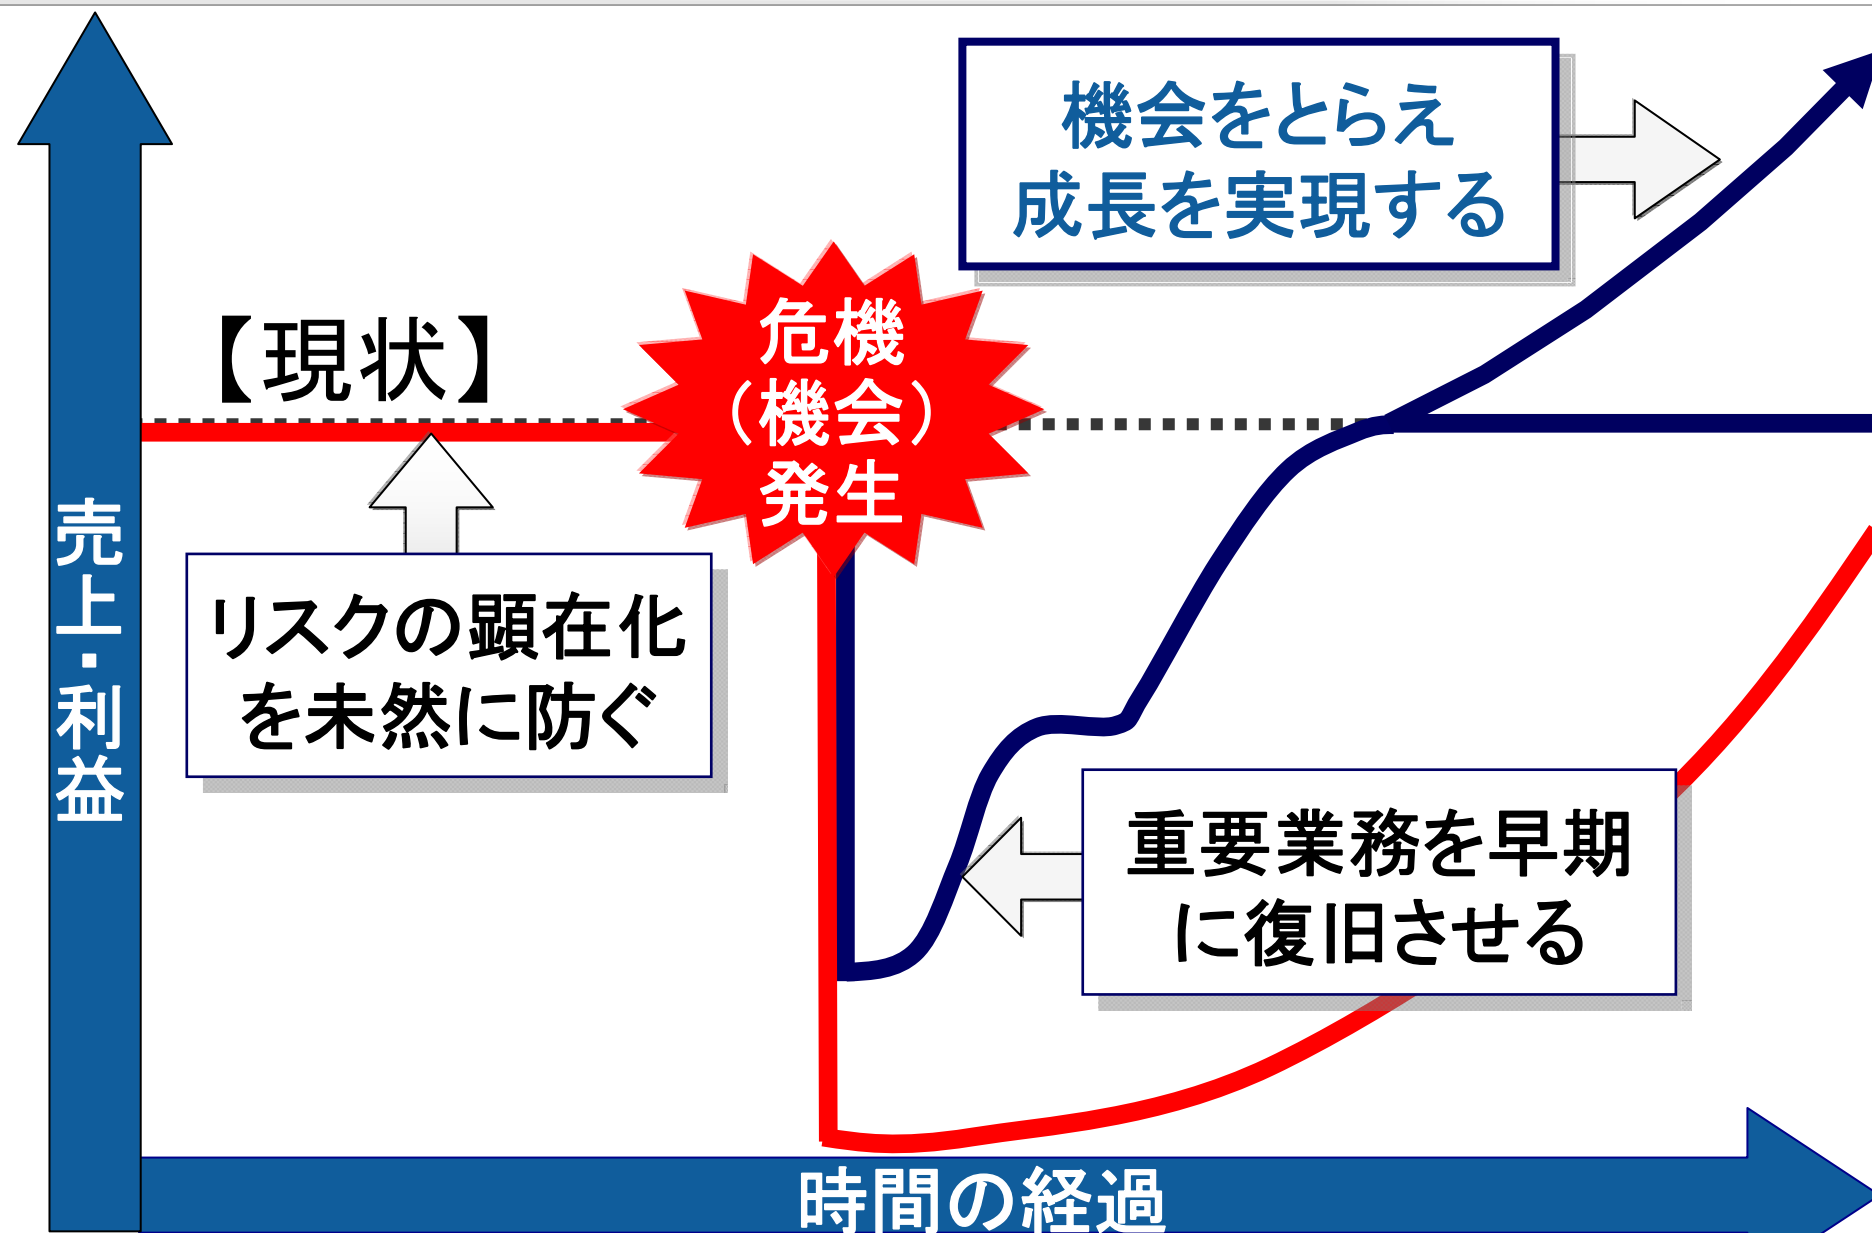 機会をとらえ
成長を実現する
危機
（機会）
発生
【現状】
売上・利益
リスクの顕在化
を未然に防ぐ
重要業務を早期
に復旧させる
時間の経過